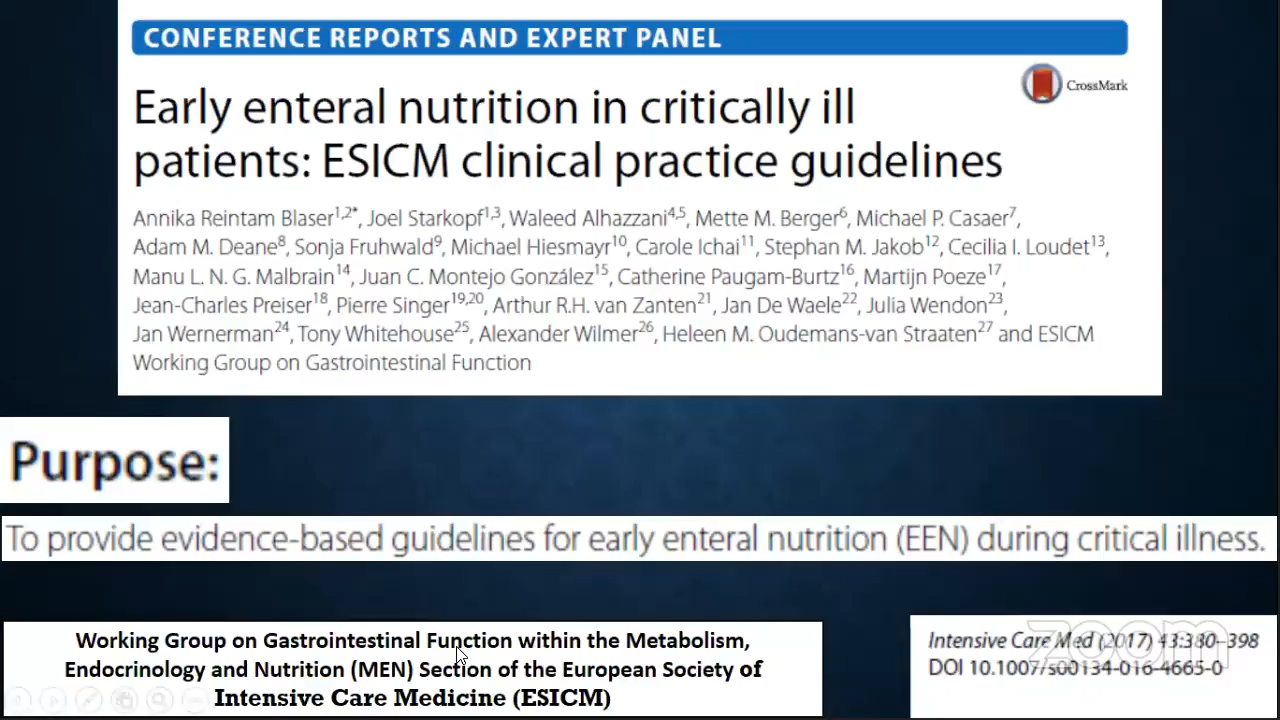 CONFERENCE REPORTS AND EXPERT PANEL
CrossMark
Early enteral nutrition in critically ill
patients: ESICM clinical practice guidelines
Annika Reintam Blaser1,2*, Joel Starkopf1,3, Waleed Alhazzani4,5, Mette M. Berger6, Michael P. Casaer7,
Adam M. Deane8, Sonja Fruhwald9, Michael Hiesmayr10, Carole Ichai11, Stephan M. Jakob12, Cecilia I. Loudet13,
Manu L. N. G. Malbrain14, Juan C. Montejo González15, Catherine Paugam-Burtz16, Martijn Poeze17,
Jean-Charles Preiser18, Pierre Singer19,20, Arthur R.H. van Zanten21, Jan De Waele22, Julia Wendon23,
Jan Wernerman24, Tony Whitehouse25, Alexander Wilmer26, Heleen M. Oudemans-van Straaten27 and ESICM
Working Group on Gastrointestinal Function
Purpose:
To provide evidence-based guidelines for early enteral nutrition (EEN) during critical illness.
Working Group on Gastrointestinal Function within the Metabolism,
Endocrinology and Nutrition (MEN) Section of the European Society of
Intensive Care Medicine (ESICM)
Intensive Care Med (2017) 43:380–398
DOI 10.1007/s00134-016-4665-0
zoom